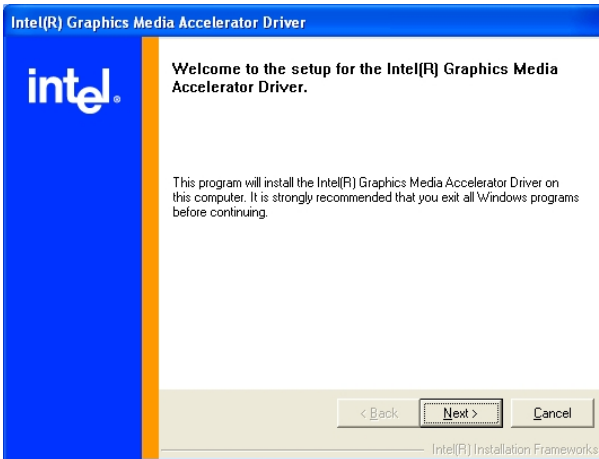 Intel(R) Graphics Media Accelerator Driver
intel®
Welcome to the setup for the Intel(R) Graphics Media
Accelerator Driver.
This program will install the Intel(R) Graphics Media Accelerator Driver on
this computer. It is strongly recommended that you exit all Windows programs
before continuing.
< Back Next > Cancel
Intel(R) Installation Frameworks